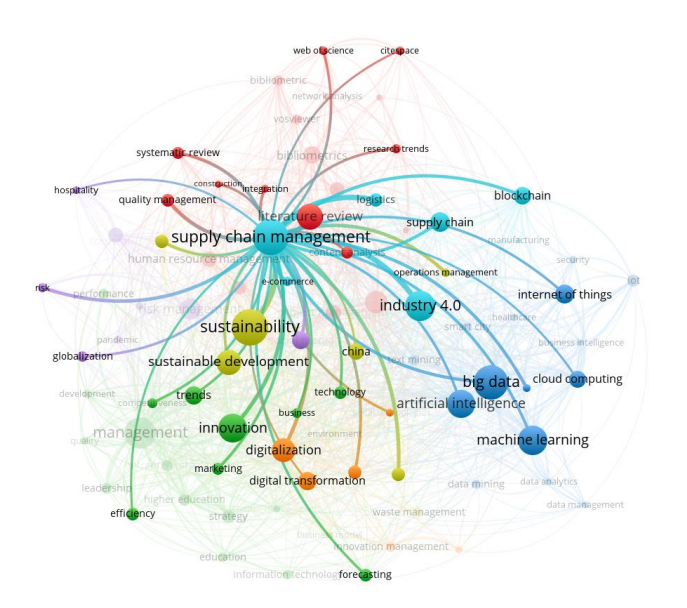 web of science
citespace
bibliometric
network analysis
vosviewer
systematic review
research trends
bibliometrics
hospitality
construction
integration
quality management
logistics
blockchain
literature review
supply chain
supply chain management
manufacturing
content analysis
human resource management
security
operations management
e-commerce
iot
risk
performance
internet of things
risk management
industry 4.0
healthcare
sustainability
smart city
pandemic
business intelligence
globalization
china
sustainable development
text mining
cloud computing
big data
development
trends
technology
competitiveness
artificial intelligence
business
innovation
management
environment
quality
machine learning
digitalization
marketing
digital transformation
data mining
data analytics
leadership
higher education
data management
efficiency
strategy
waste management
business model
innovation management
education
information technology
forecasting